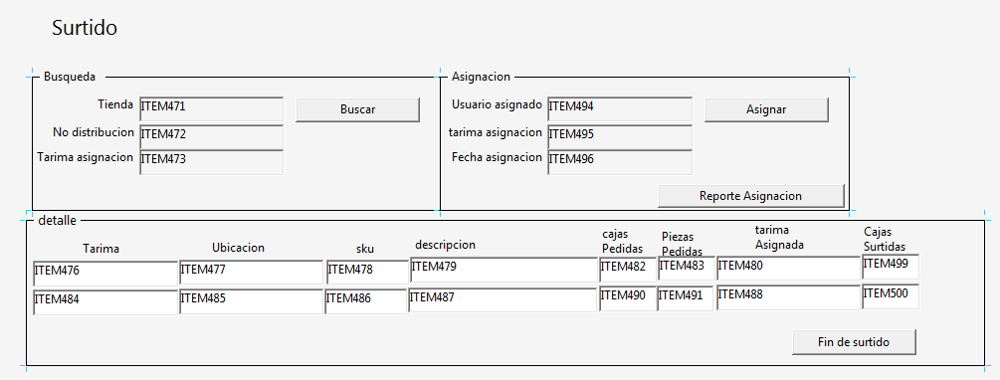 Surtido
Busqueda
Tienda ITEM471 Buscar
No distribucion ITEM472
Tarima asignacion ITEM473
Asignacion
Usuario asignado ITEM494 Asignar
tarima asignacion ITEM495
Fecha asignacion ITEM496
Reporte Asignacion
detalle
Tarima Ubicacion sku descripcion cajas Pedidas Piezas Pedidas tarima Asignada Cajas Surtidas
ITEM476 ITEM477 ITEM478 ITEM479 ITEM482 ITEM483 ITEM480 ITEM499
ITEM484 ITEM485 ITEM486 ITEM487 ITEM490 ITEM491 ITEM488 ITEM500
Fin de surtido